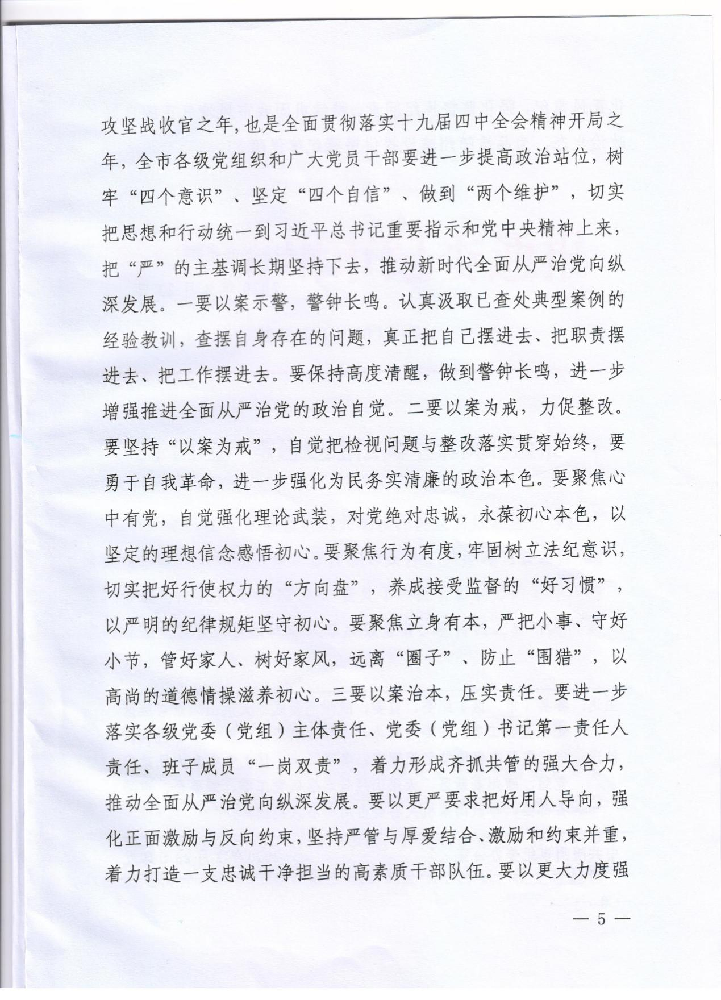 攻坚战收官之年，也是全面贯彻落实十九届四中全会精神开局之
年，全市各级党组织和广大党员干部要进一步提高政治站位，树
牢“四个意识”、坚定“四个自信”、做到“两个维护”，切实
把思想和行动统一到习近平总书记重要指示和党中央精神上来，
把“严”的主基调长期坚持下去，推动新时代全面从严治党向纵
深发展。一要以案示警，警钟长鸣。认真汲取已查处典型案例的
经验教训，查摆自身存在的问题，真正把自己摆进去、把职责摆
进去、把工作摆进去。要保持高度清醒，做到警钟长鸣，进一步
增强推进全面从严治党的政治自觉。二要以案为戒，力促整改。
要坚持“以案为戒”，自觉把检视问题与整改落实贯穿始终，要
勇于自我革命，进一步强化为民务实清廉的政治本色。要聚焦心
中有党，自觉强化理论武装，对党绝对忠诚，永葆初心本色，以
坚定的理想信念感悟初心。要聚焦行为有度，牢固树立法纪意识，
切实把好行使权力的“方向盘”，养成接受监督的“好习惯”，
以严明的纪律规矩坚守初心。要聚焦立身有本，严把小事、守好
小节，管好家人、树好家风，远离“圈子”、防止“围猎”，以
高尚的道德情操滋养初心。三要以案治本，压实责任。要进一步
落实各级党委（党组）主体责任、党委（党组）书记第一责任人
责任、班子成员“一岗双责”，着力形成齐抓共管的强大合力，
推动全面从严治党向纵深发展。要以更严要求把好用人导向，强
化正面激励与反向约束，坚持严管与厚爱结合、激励和约束并重，
着力打造一支忠诚干净担当的高素质干部队伍。要以更大力度强
— 5 —